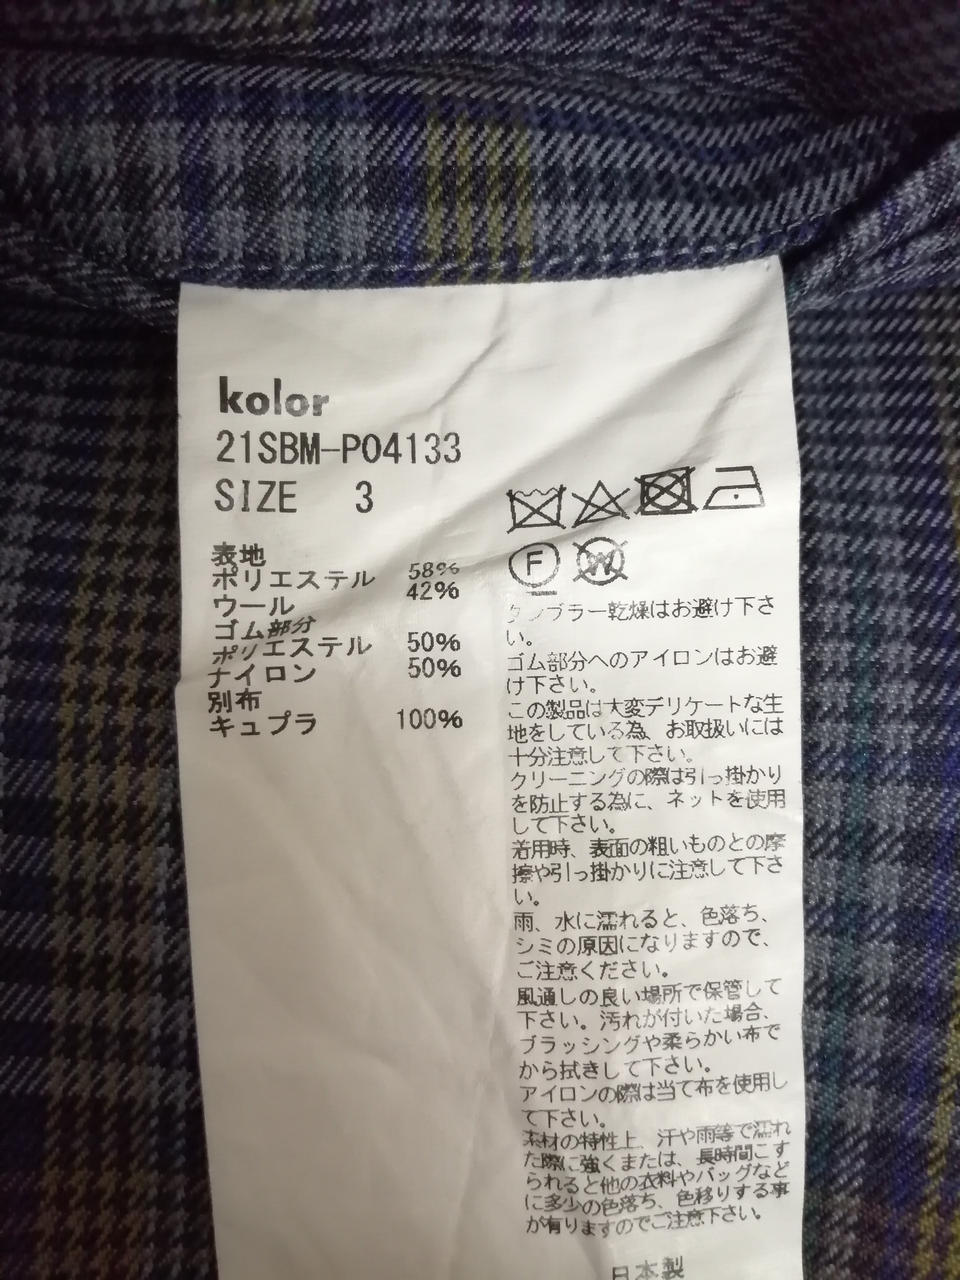 kolor
21SBM-P04133
SIZE 3
表地
ポリエステル 58%
ウール 42%
ゴム部分
ポリエステル 50%
ナイロン 50%
別布
キュプラ 100%
F
W
タンブラー乾燥はお避け下さ
い。
ゴム部分へのアイロンはお避
け下さい。
この製品は大変デリケートな生
地をしている為、お取扱いには
十分注意して下さい。
クリーニングの際は引っ掛かり
を防止する為に、ネットを使用
して下さい。
着用時、表面の粗いものとの摩
擦や引っ掛かりに注意して下さ
い。
雨、水に濡れると、色落ち、
シミの原因になりますので、
ご注意ください。
風通しの良い場所で保管して
下さい。汚れが付いた場合、
ブラッシングや柔らかい布で
から拭きして下さい。
アイロンの際は当て布を使用し
て下さい。
素材の特性上、汗や雨等で濡れ
た際に強くまたは、長時間こす
られると他の衣料やバッグなど
に多少の色落ち、色移りする事
が有りますのでご注意下さい。
日本製